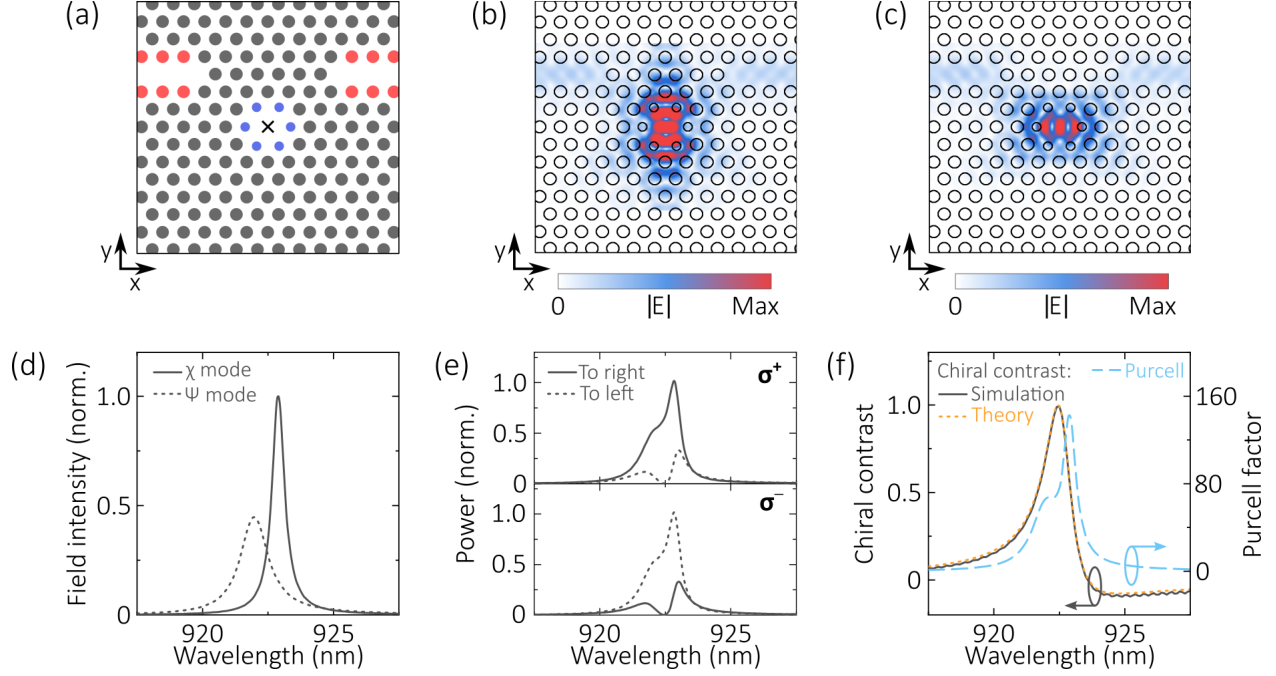 (a)
(b)
(c)
y
x
y
x
0 |E| Max
y
x
0 |E| Max
(d)
χ mode
Ψ mode
1.0
0.5
0
Field intensity (norm.)
920 925
Wavelength (nm)
(e)
To right
To left
σ⁺
1.0
0.5
0
σ⁻
1.0
0.5
0
Power (norm.)
920 925
Wavelength (nm)
(f)
Chiral contrast:
Simulation
Theory
Purcell
1.0
0.5
0
Chiral contrast
160
80
0
Purcell factor
920 925
Wavelength (nm)